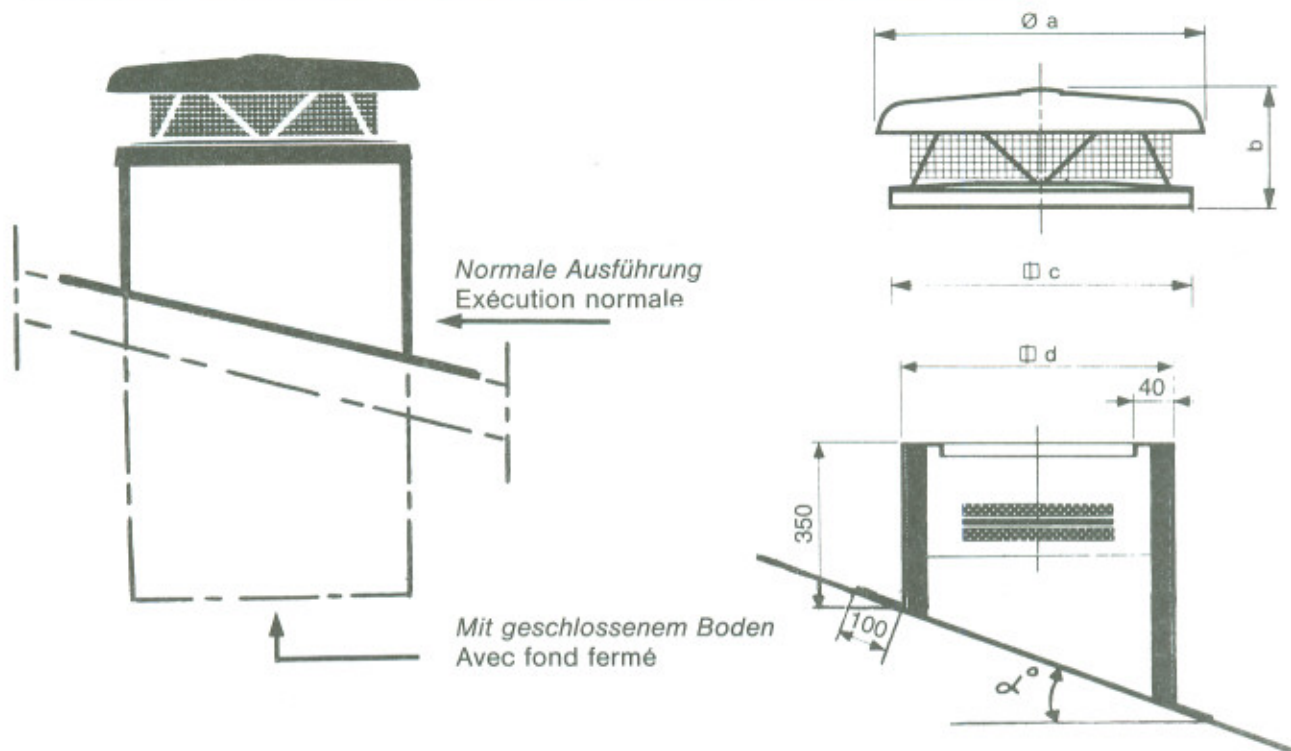 Ø a
b
⌷ c
Normale Ausführung
Exécution normale
⌷ d
40
350
100
α°
Mit geschlossenem Boden
Avec fond fermé